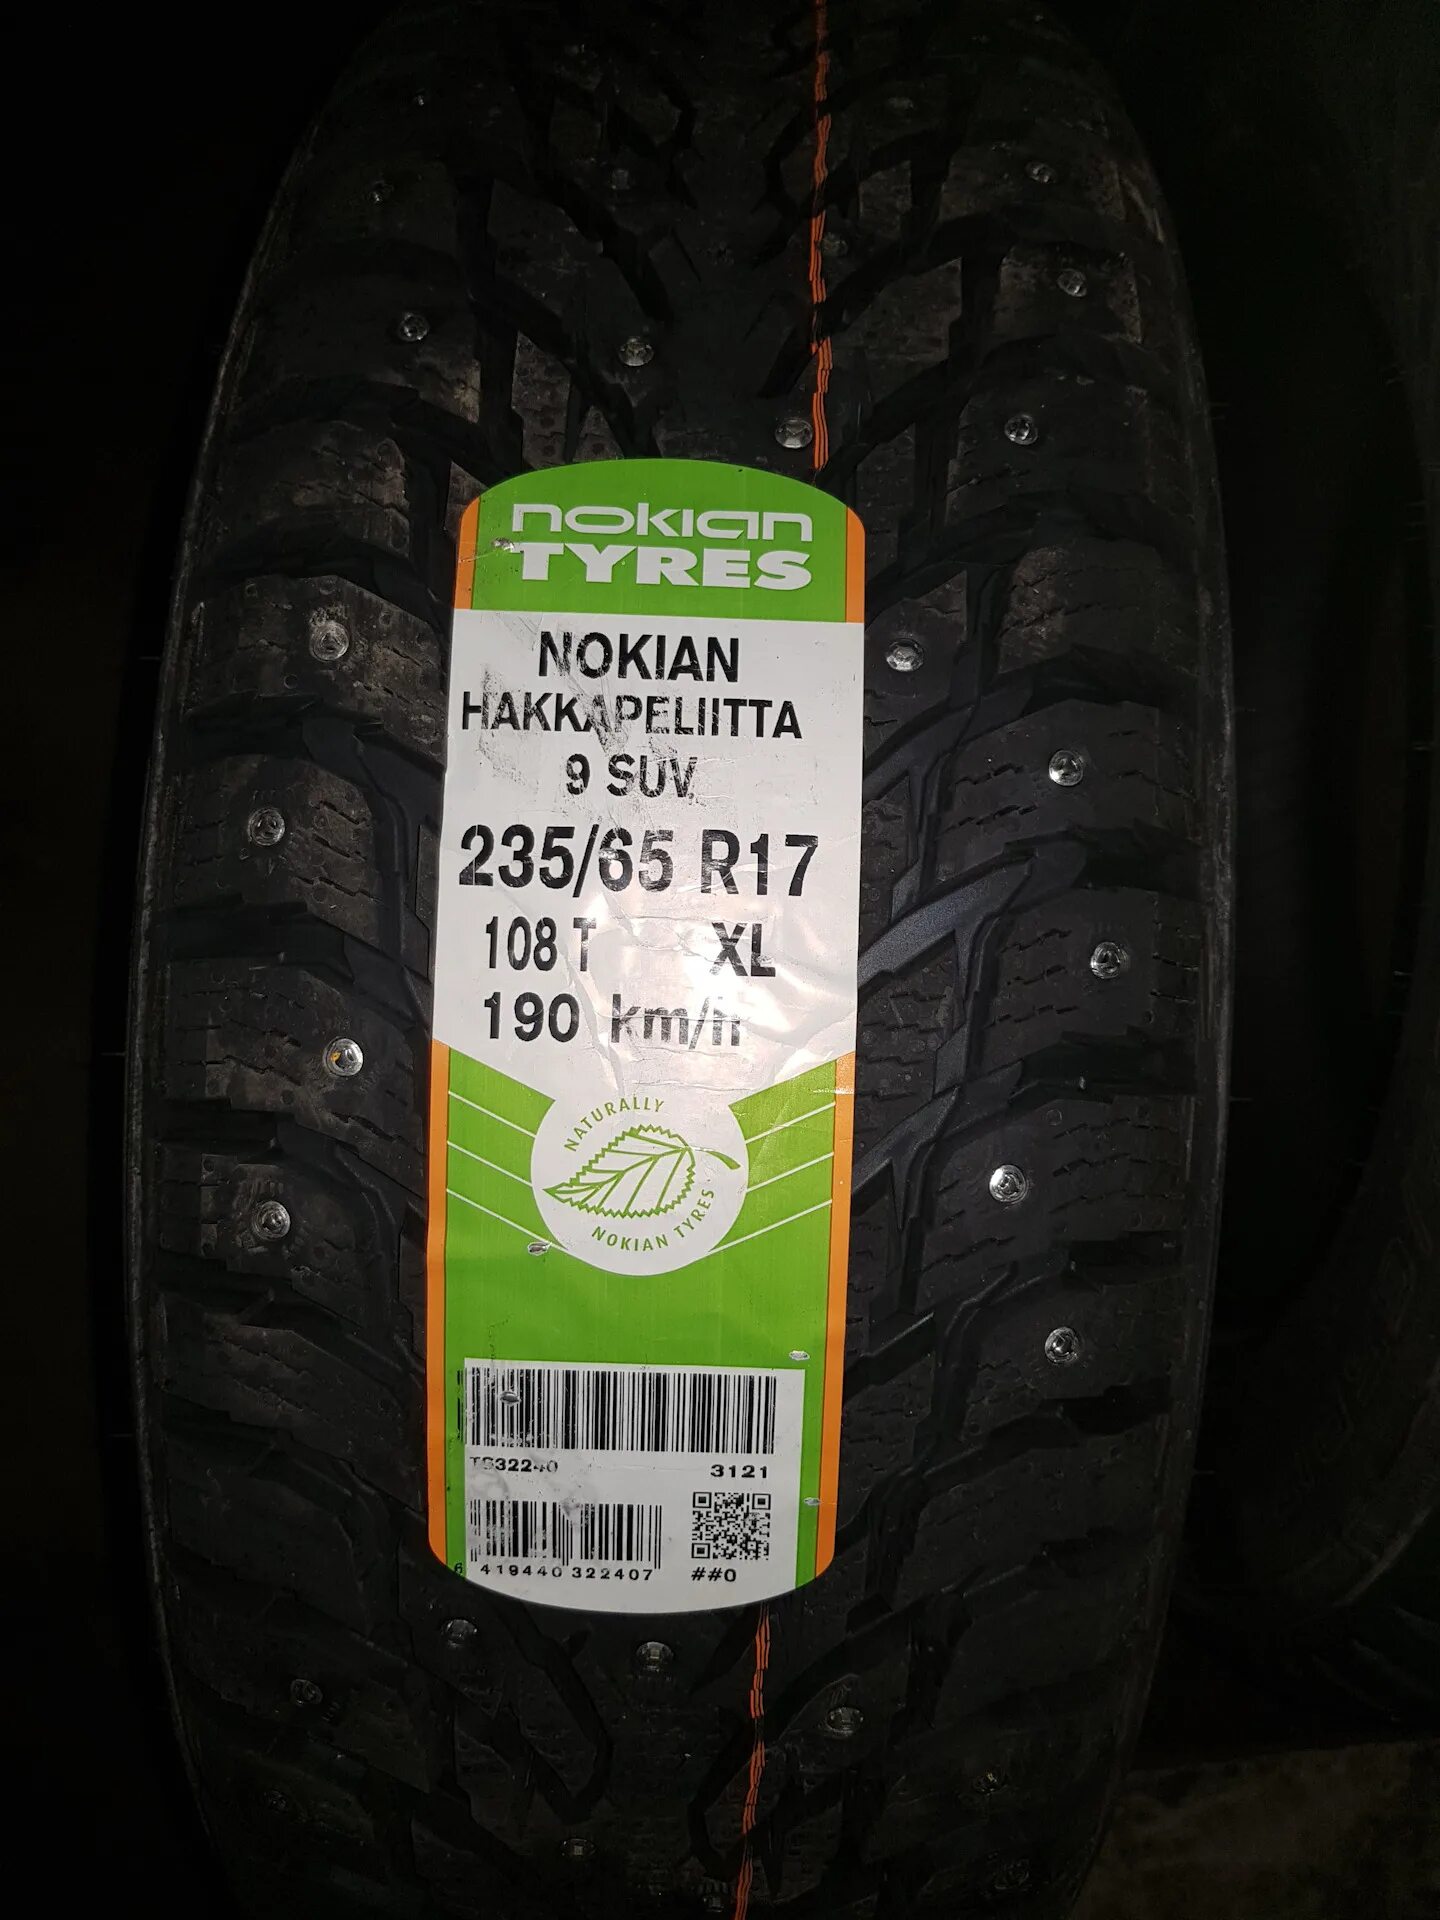 nokian
TYRES
NOKIAN
HAKKAPELIITTA
9 SUV
235/65 R17
108 T XL
190 km/h
NATURALLY
NOKIAN TYRES
TS32240 3121
6 419440 322407 ##0